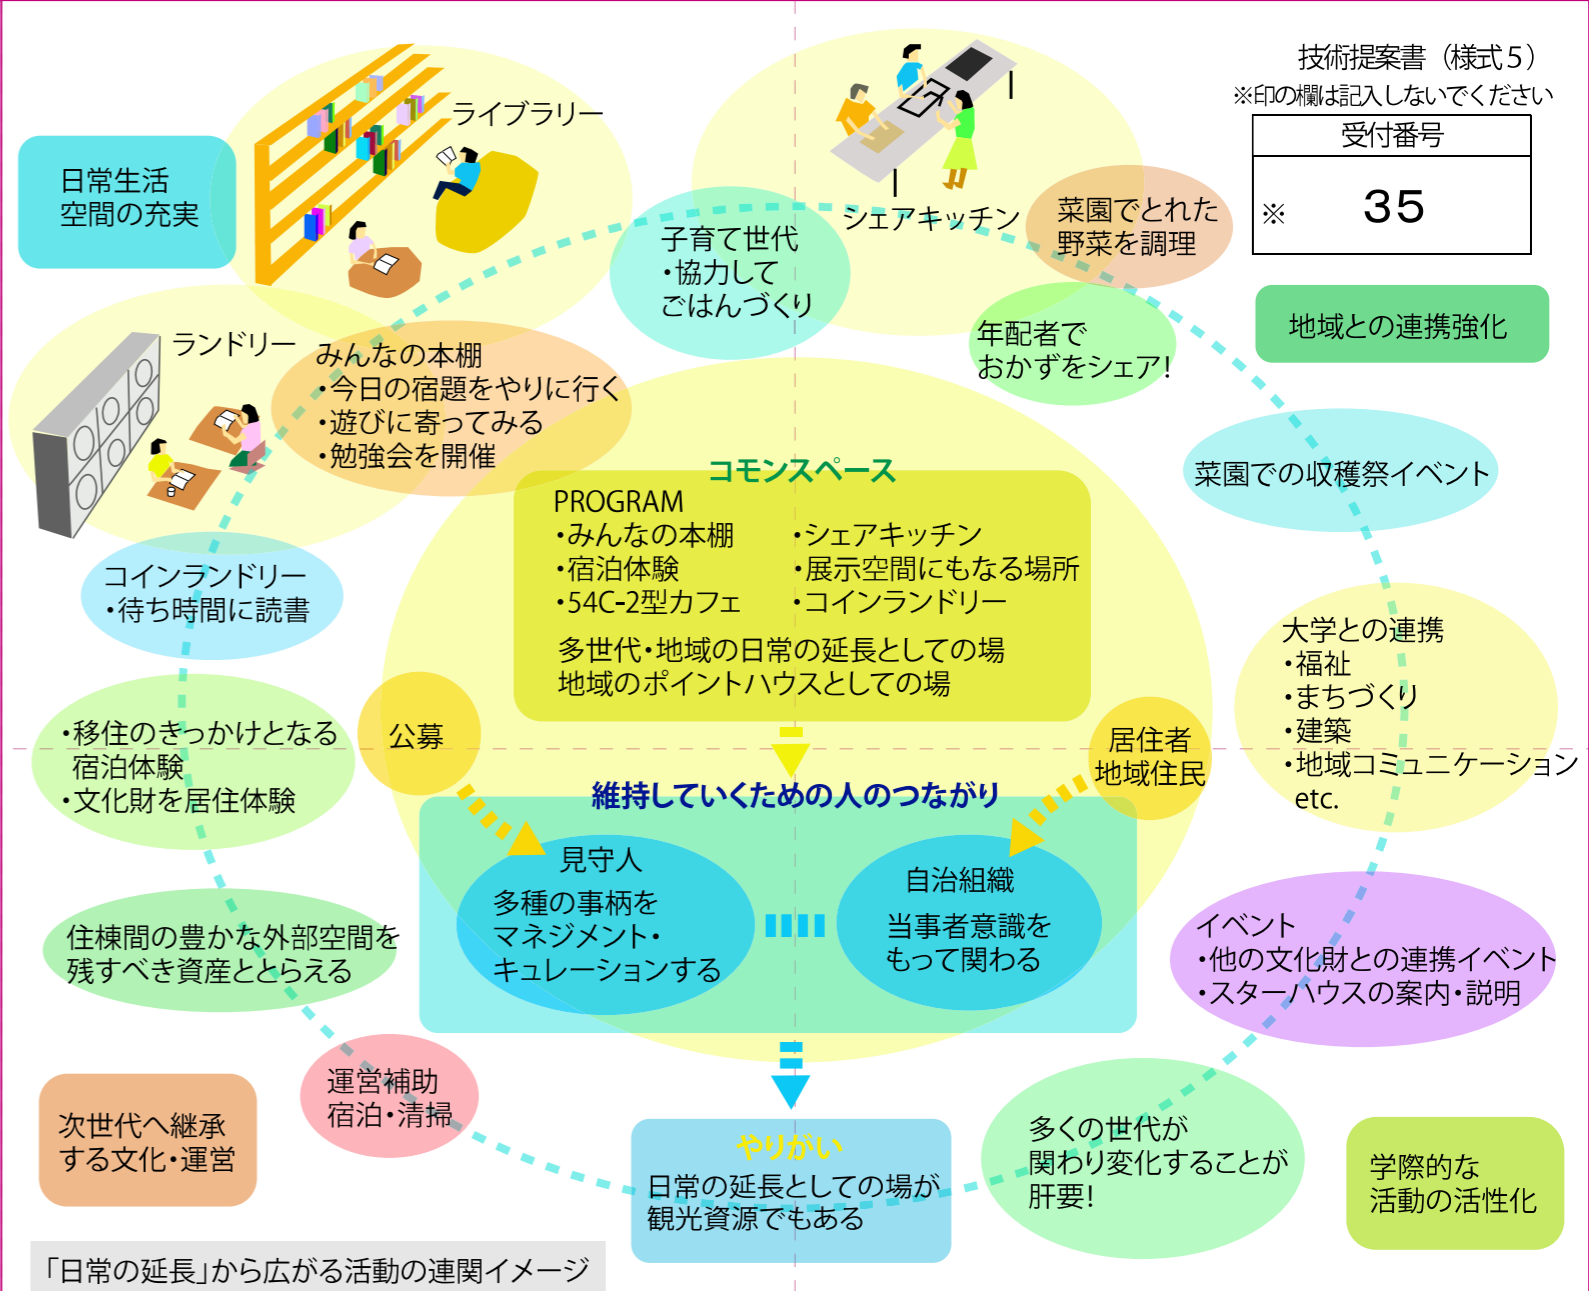 技術提案書（様式５）
※印の欄は記入しないでください
受付番号
※ 35
ライブラリー
日常生活
空間の充実
シェアキッチン
菜園でとれた
野菜を調理
子育て世代
・協力して
ごはんづくり
地域との連携強化
年配者で
おかずをシェア！
ランドリー
みんなの本棚
・今日の宿題をやりに行く
・遊びに寄ってみる
・勉強会を開催
菜園での収穫祭イベント
コモンスペース
PROGRAM
・みんなの本棚
・宿泊体験
・54C-2型カフェ
・シェアキッチン
・展示空間にもなる場所
・コインランドリー
多世代・地域の日常の延長としての場
地域のポイントハウスとしての場
コインランドリー
・待ち時間に読書
大学との連携
・福祉
・まちづくり
・建築
・地域コミュニケーション
etc.
・移住のきっかけとなる
宿泊体験
・文化財を居住体験
公募
居住者
地域住民
維持していくための人のつながり
見守人
多種の事柄を
マネジメント・
キュレーションする
自治組織
当事者意識を
もって関わる
住棟間の豊かな外部空間を
残すべき資産ととらえる
イベント
・他の文化財との連携イベント
・スターハウスの案内・説明
運営補助
宿泊・清掃
次世代へ継承
する文化・運営
やりがい
日常の延長としての場が
観光資源でもある
多くの世代が
関わり変化することが
肝要！
学際的な
活動の活性化
「日常の延長」から広がる活動の連関イメージ